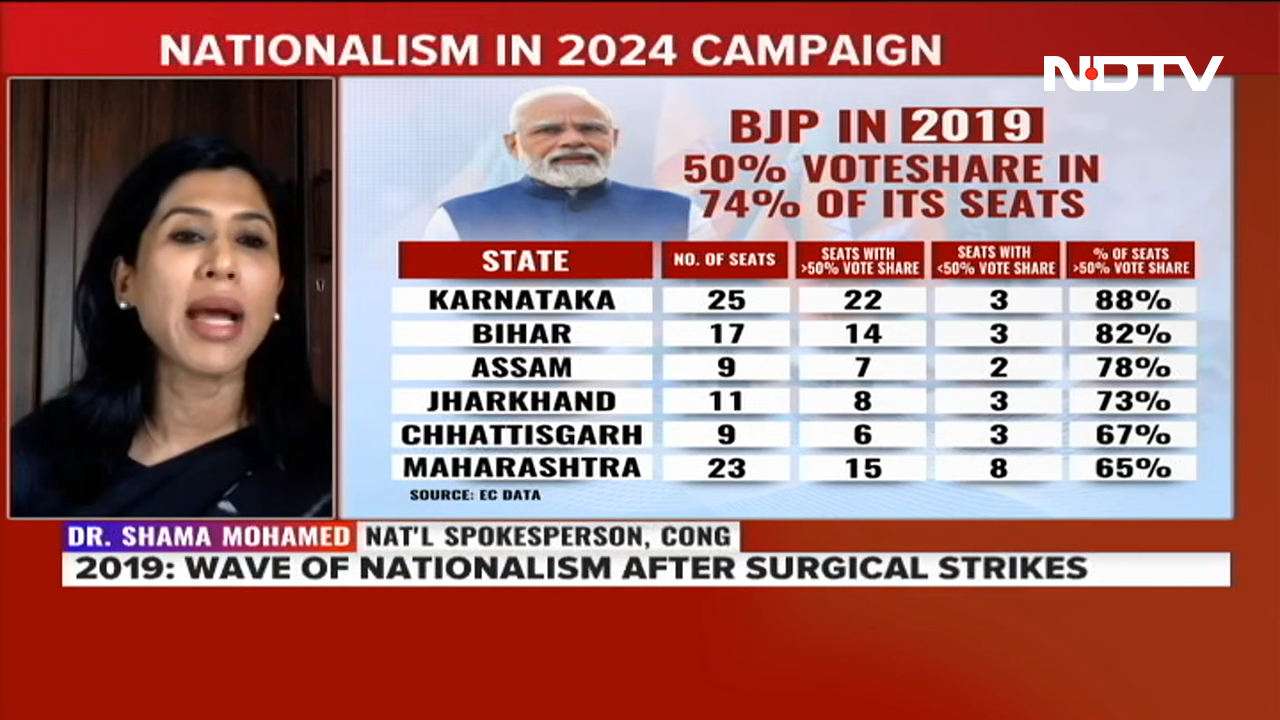 NATIONALISM IN 2024 CAMPAIGN
NDTV
BJP IN 2019
50% VOTESHARE IN
74% OF ITS SEATS
STATE NO. OF SEATS SEATS WITH >50% VOTE SHARE SEATS WITH <50% VOTE SHARE % OF SEATS >50% VOTE SHARE
KARNATAKA 25 22 3 88%
BIHAR 17 14 3 82%
ASSAM 9 7 2 78%
JHARKHAND 11 8 3 73%
CHHATTISGARH 9 6 3 67%
MAHARASHTRA 23 15 8 65%
SOURCE: EC DATA
DR. SHAMA MOHAMED NAT'L SPOKESPERSON, CONG
2019: WAVE OF NATIONALISM AFTER SURGICAL STRIKES